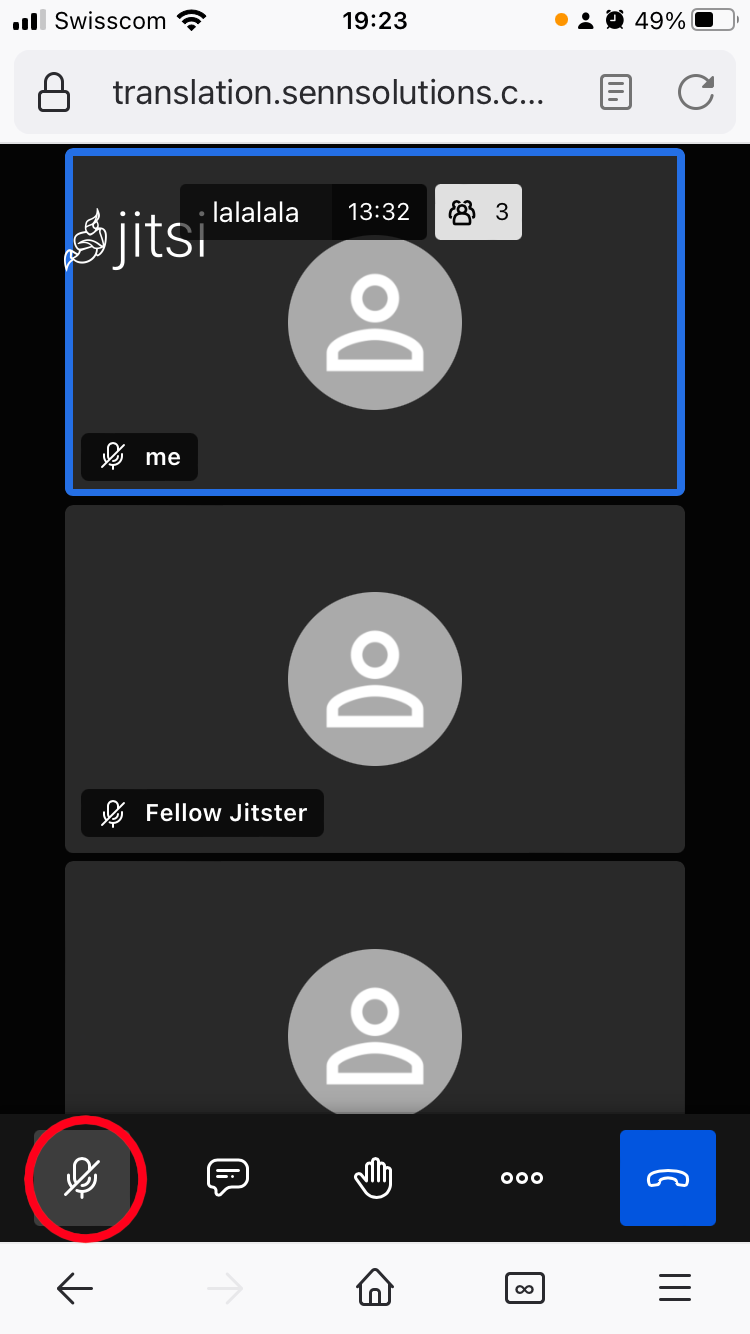 Swisscom 19:23 49%
translation.sennsolutions.c...
lalalala 13:32 3
jitsi
me
Fellow Jitster
∞